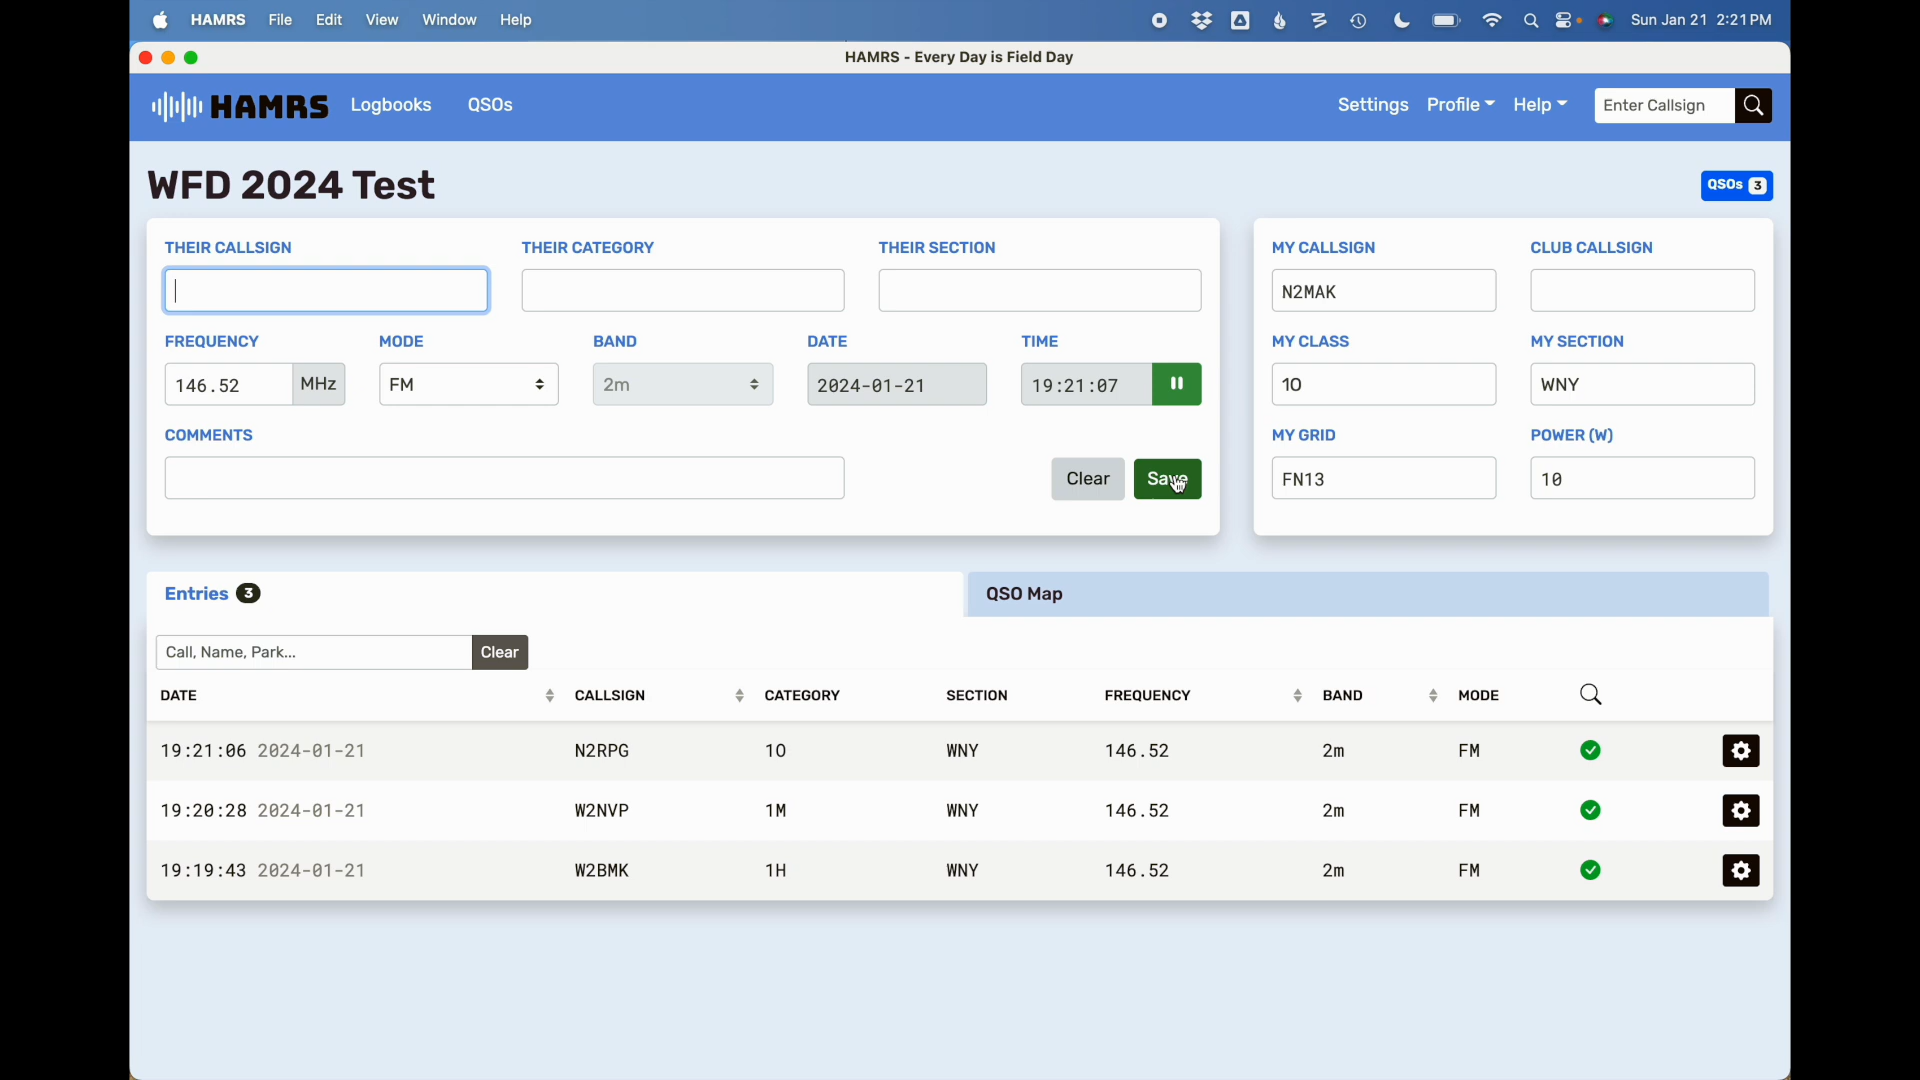 HAMRS File Edit View Window Help Sun Jan 21 2:21 PM
HAMRS - Every Day is Field Day
HAMRS Logbooks QSOs Settings Profile Help Enter Callsign
WFD 2024 Test QSOs 3
THEIR CALLSIGN THEIR CATEGORY THEIR SECTION MY CALLSIGN CLUB CALLSIGN
N2MAK
FREQUENCY MODE BAND DATE TIME MY CLASS MY SECTION
146.52 MHz FM 2m 2024-01-21 19:21:07 1O WNY
COMMENTS MY GRID POWER (W)
Clear Save FN13 10
Entries 3 QSO Map
Call, Name, Park... Clear
DATE CALLSIGN CATEGORY SECTION FREQUENCY BAND MODE
19:21:06 2024-01-21 N2RPG 1O WNY 146.52 2m FM
19:20:28 2024-01-21 W2NVP 1M WNY 146.52 2m FM
19:19:43 2024-01-21 W2BMK 1H WNY 146.52 2m FM